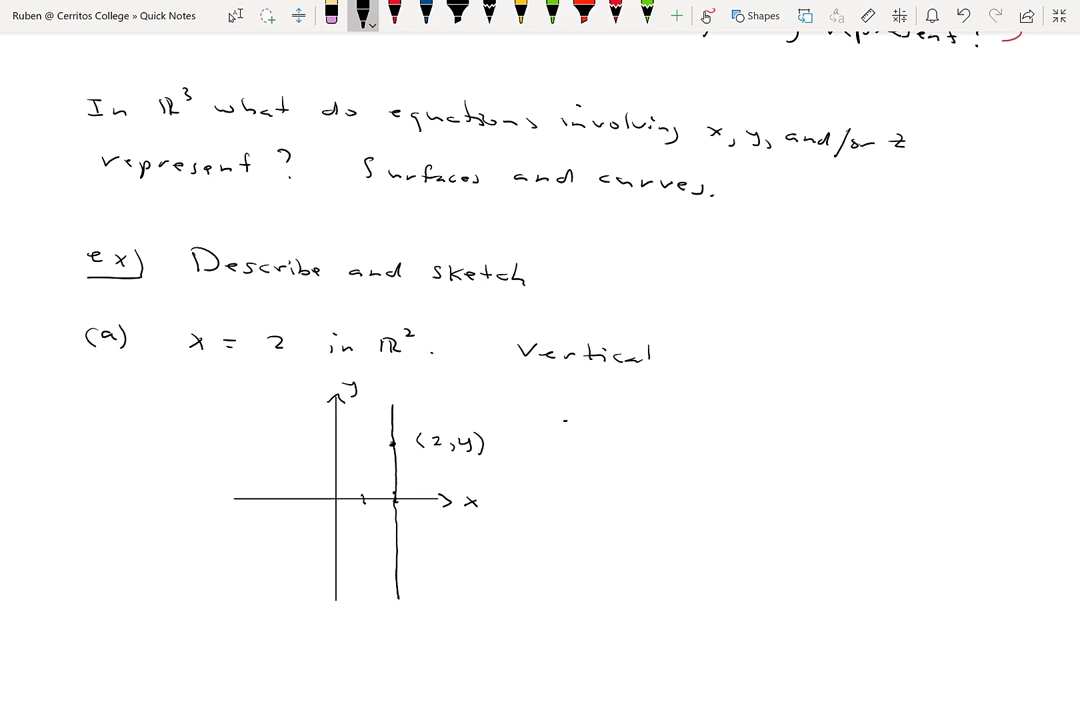 Ruben @ Cerritos College » Quick Notes
Shapes
represent?
In ℝ³ what do equations involving x, y, and/or z
represent? Surfaces and curves.
ex) Describe and sketch
(a) x = 2 in ℝ². Vertical
y
(2,y)
x